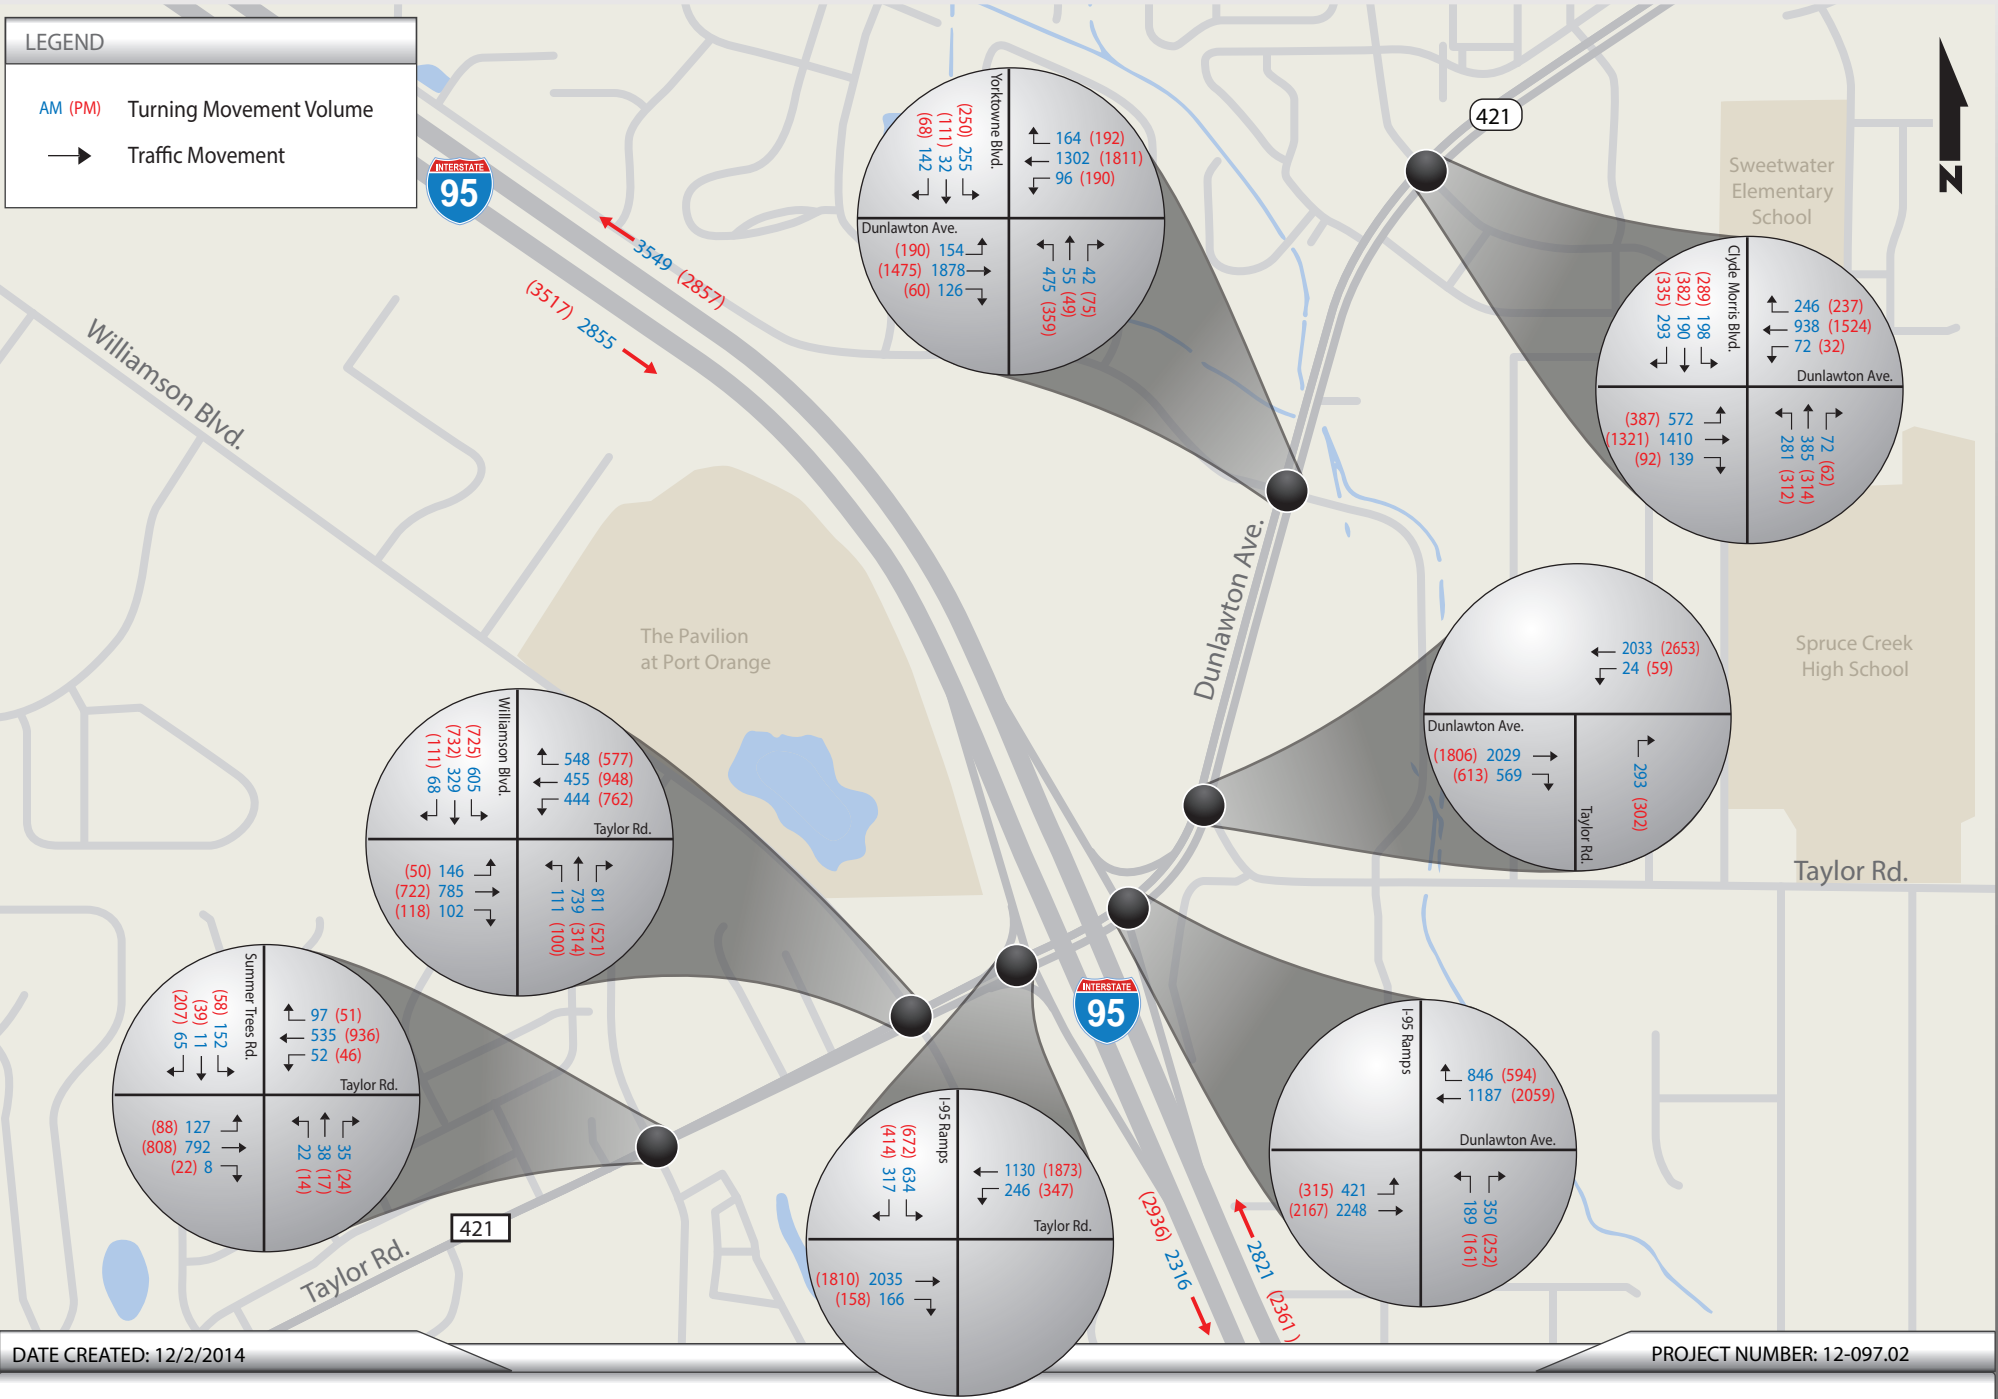 LEGEND
AM (PM) Turning Movement Volume
Traffic Movement
INTERSTATE
95
3549 (2857)
(3517) 2855
Williamson Blvd.
Yorktowne Blvd.
(68) 142
(111) 32
(250) 255
164 (192)
1302 (1811)
96 (190)
Dunlawton Ave.
(190) 154
(1475) 1878
(60) 126
475 (359)
55 (49)
42 (75)
421
N
Sweetwater
Elementary
School
Clyde Morris Blvd.
(335) 293
(382) 190
(289) 198
246 (237)
938 (1524)
72 (32)
Dunlawton Ave.
(387) 572
(1321) 1410
(92) 139
281 (312)
385 (314)
72 (62)
Dunlawton Ave.
The Pavilion
at Port Orange
Spruce Creek
High School
2033 (2653)
24 (59)
Dunlawton Ave.
(1806) 2029
(613) 569
Taylor Rd.
293 (302)
Taylor Rd.
Williamson Blvd.
(111) 68
(732) 329
(725) 605
548 (577)
455 (948)
444 (762)
Taylor Rd.
(50) 146
(722) 785
(118) 102
111 (100)
739 (314)
811 (521)
Summer Trees Rd.
(207) 65
(39) 11
(58) 152
97 (51)
535 (936)
52 (46)
Taylor Rd.
(88) 127
(808) 792
(22) 8
22 (14)
38 (17)
35 (24)
INTERSTATE
95
I-95 Ramps
(414) 317
(672) 634
1130 (1873)
246 (347)
Taylor Rd.
(1810) 2035
(158) 166
I-95 Ramps
846 (594)
1187 (2059)
Dunlawton Ave.
(315) 421
(2167) 2248
189 (161)
350 (252)
(2936) 2316
2821 (2361 )
421
Taylor Rd.
DATE CREATED: 12/2/2014
PROJECT NUMBER: 12-097.02